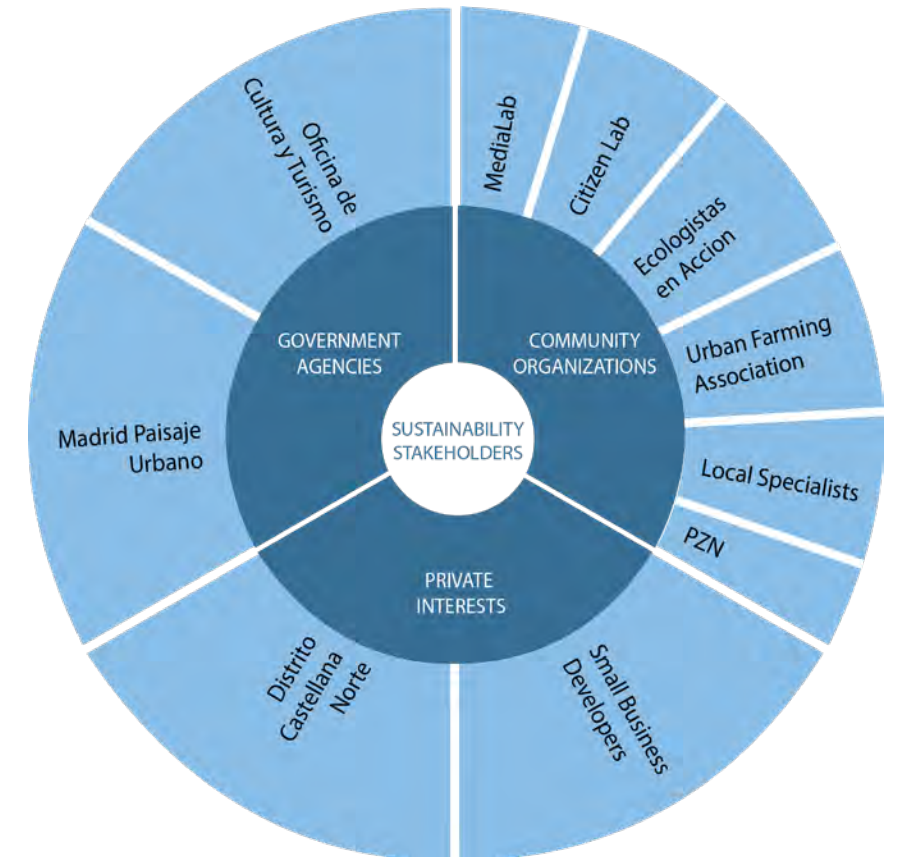 SUSTAINABILITY
STAKEHOLDERS
GOVERNMENT
AGENCIES
Oficina de
Cultura y Turismo
Madrid Paisaje
Urbano
COMMUNITY
ORGANIZATIONS
MediaLab
Citizen Lab
Ecologistas
en Accion
Urban Farming
Association
Local Specialists
PZN
PRIVATE
INTERESTS
Small Business
Developers
Distrito
Castellana
Norte